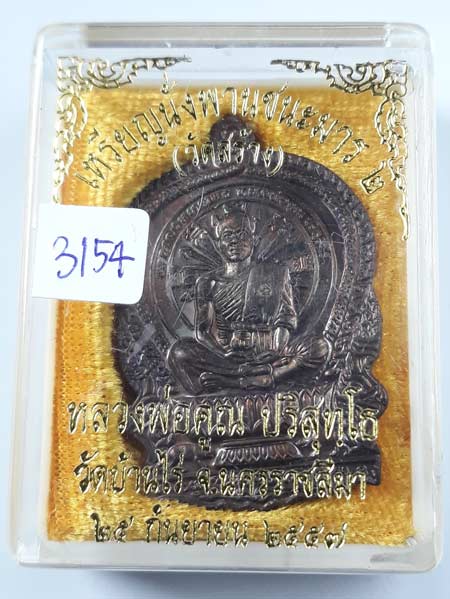 เหรียญนั่งพานชนะมาร ๒
(วัดสร้าง)
3154
หลวงพ่อคูณ ปริสุทฺโธ
วัดบ้านไร่ จ.นครราชสีมา
๒๕ กันยายน ๒๕๕๗